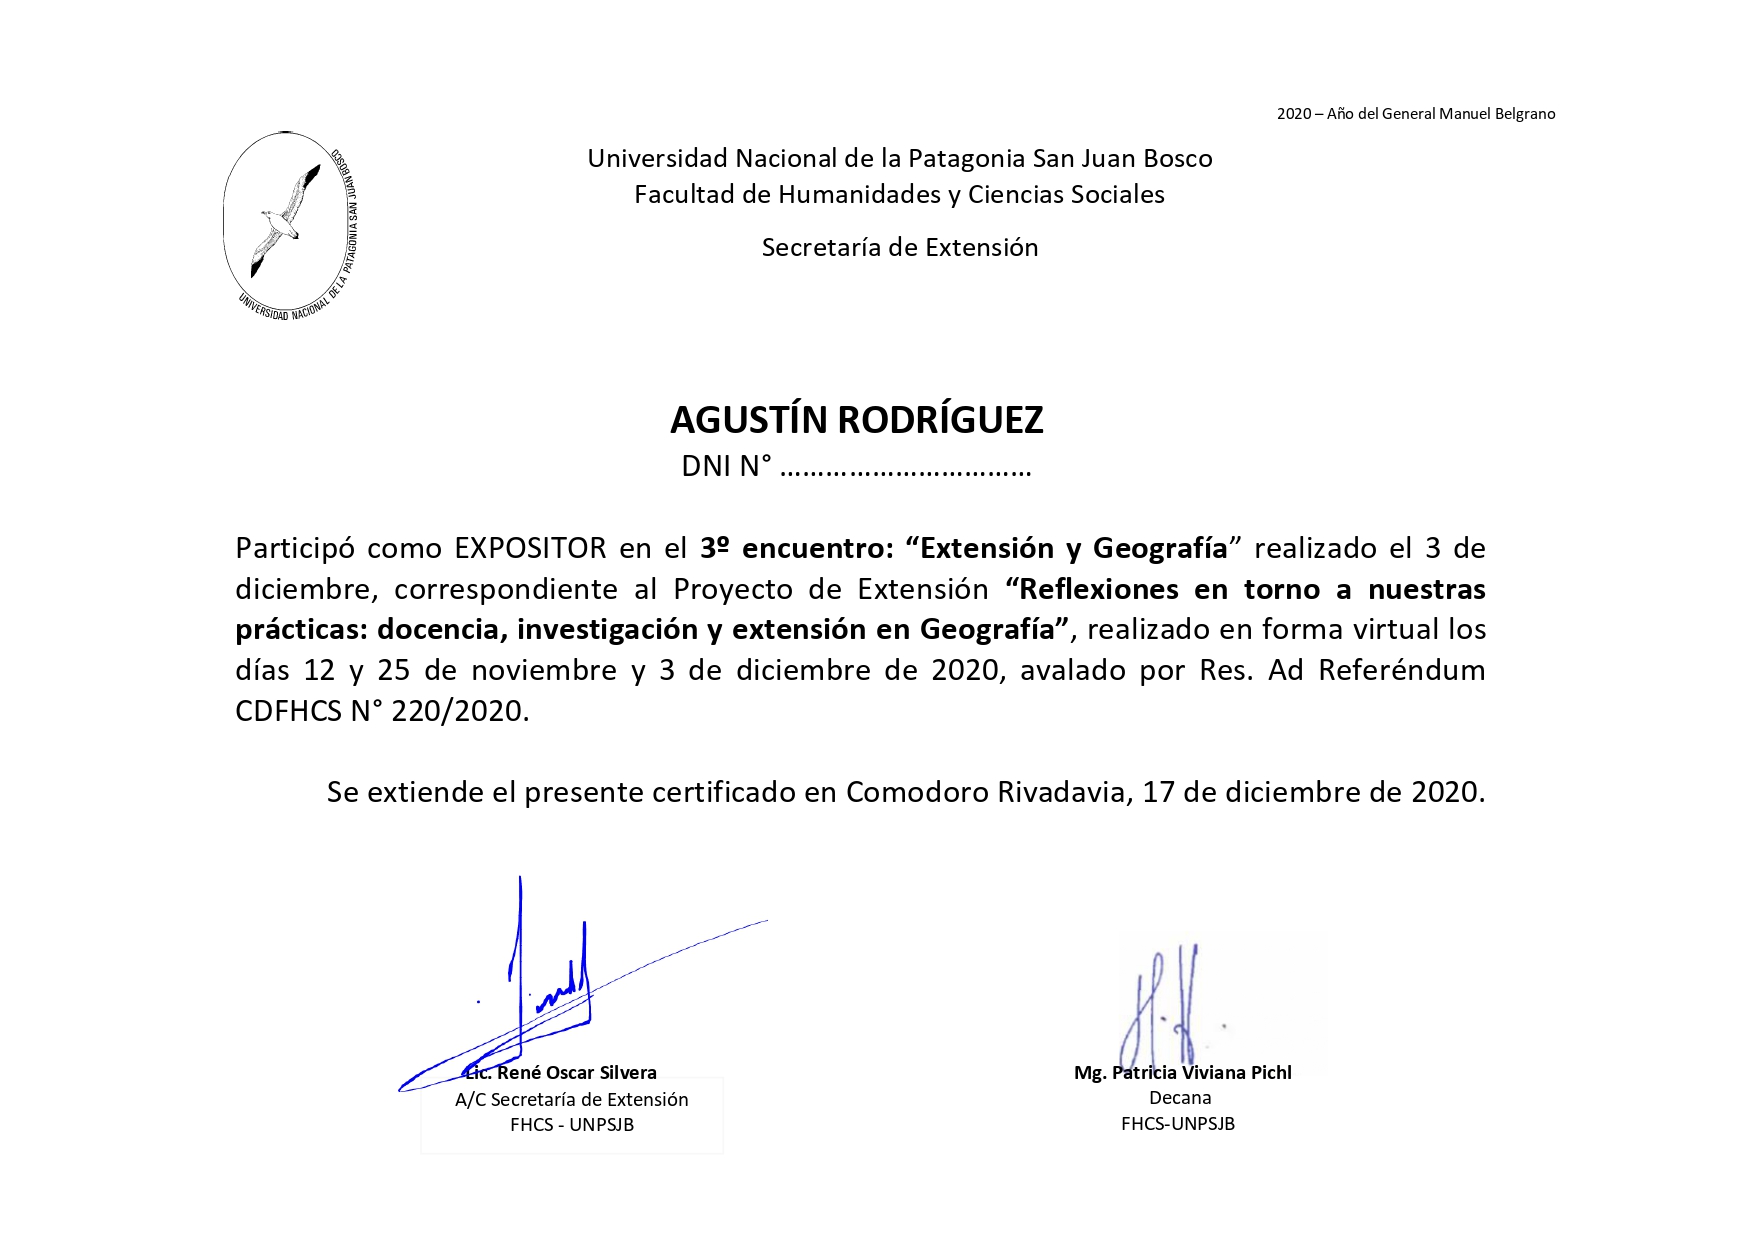 2020 – Año del General Manuel Belgrano
UNIVERSIDAD NACIONAL DE LA PATAGONIA SAN JUAN BOSCO
Universidad Nacional de la Patagonia San Juan Bosco
Facultad de Humanidades y Ciencias Sociales
Secretaría de Extensión
AGUSTÍN RODRÍGUEZ
DNI N° ……………………………
Participó como EXPOSITOR en el 3º encuentro: “Extensión y Geografía” realizado el 3 de
diciembre, correspondiente al Proyecto de Extensión “Reflexiones en torno a nuestras
prácticas: docencia, investigación y extensión en Geografía”, realizado en forma virtual los
días 12 y 25 de noviembre y 3 de diciembre de 2020, avalado por Res. Ad Referéndum
CDFHCS N° 220/2020.
Se extiende el presente certificado en Comodoro Rivadavia, 17 de diciembre de 2020.
Lic. René Oscar Silvera
A/C Secretaría de Extensión
FHCS - UNPSJB
Mg. Patricia Viviana Pichl
Decana
FHCS-UNPSJB